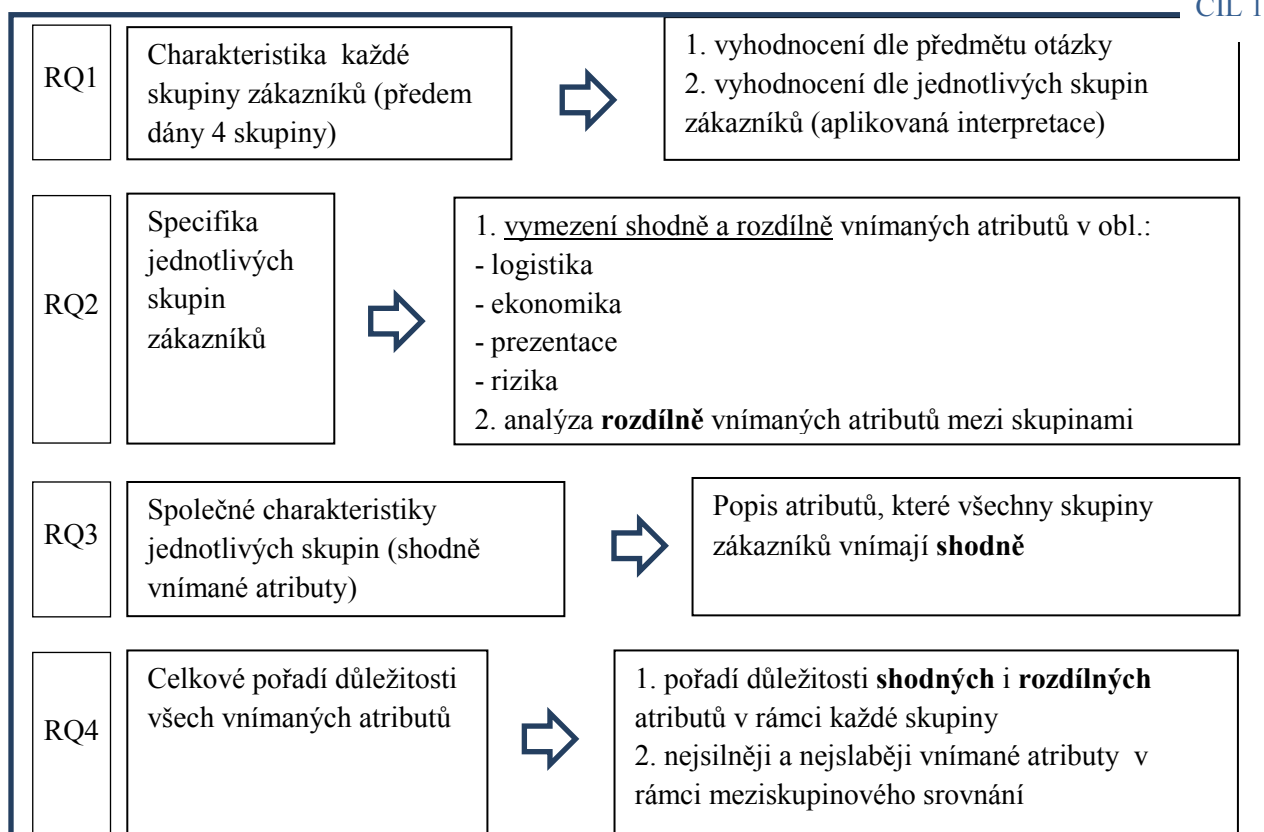 CÍL 1
RQ1
Charakteristika každé
skupiny zákazníků (předem
dány 4 skupiny)
1. vyhodnocení dle předmětu otázky
2. vyhodnocení dle jednotlivých skupin
zákazníků (aplikovaná interpretace)
RQ2
Specifika
jednotlivých
skupin
zákazníků
1. vymezení shodně a rozdílně vnímaných atributů v obl.:
- logistika
- ekonomika
- prezentace
- rizika
2. analýza rozdílně vnímaných atributů mezi skupinami
RQ3
Společné charakteristiky
jednotlivých skupin (shodně
vnímané atributy)
Popis atributů, které všechny skupiny
zákazníků vnímají shodně
RQ4
Celkové pořadí důležitosti
všech vnímaných atributů
1. pořadí důležitosti shodných i rozdílných
atributů v rámci každé skupiny
2. nejsilněji a nejslaběji vnímané atributy v
rámci meziskupinového srovnání